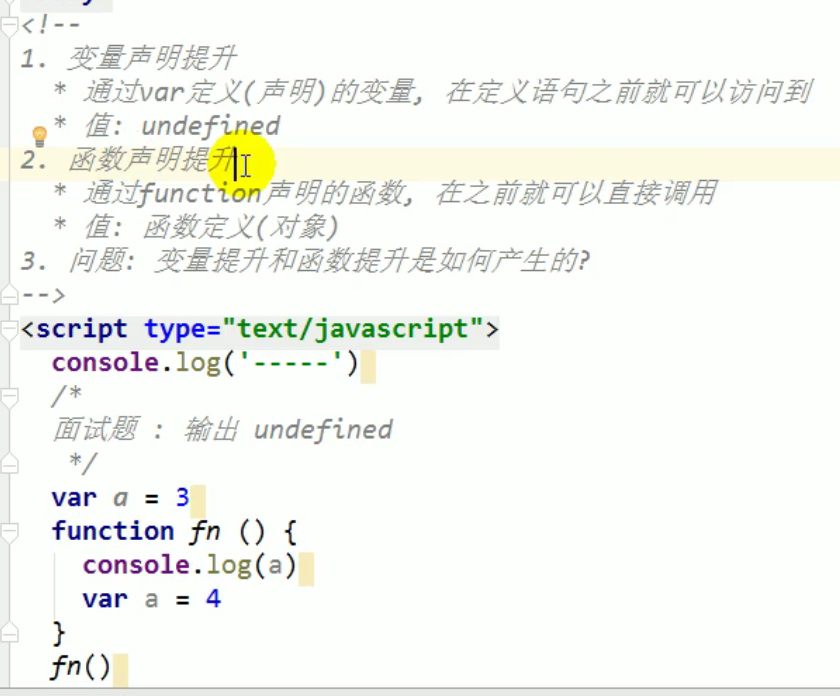 <!--
1. 变量声明提升
* 通过var定义(声明)的变量, 在定义语句之前就可以访问到
* 值: undefined
2. 函数声明提升
* 通过function声明的函数, 在之前就可以直接调用
* 值: 函数定义(对象)
3. 问题: 变量提升和函数提升是如何产生的?
-->
<script type="text/javascript">
console.log('-----')
/*
面试题 : 输出 undefined
*/
var a = 3
function fn () {
console.log(a)
var a = 4
}
fn()